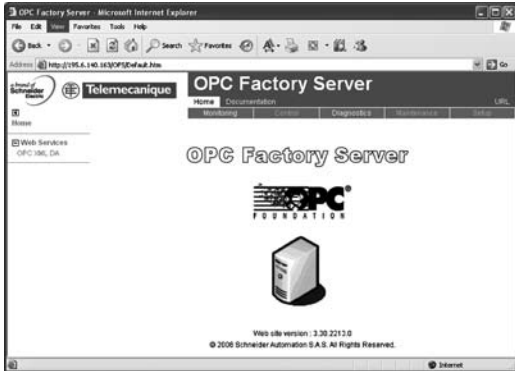 OPC Factory Server - Microsoft Internet Explorer
File Edit View Favorites Tools Help
Back Search Favorites
Address http://195.6.140.163/OFS/Default.htm Go
a brand of
Schneider
Electric
Telemecanique
OPC Factory Server
Home Documentation URL
Monitoring Control Diagnostics Maintenance Setup
Home
Web Services
OPC XML DA
OPC Factory Server
OPC
FOUNDATION
Web site version : 3.30.2213.0
© 2006 Schneider Automation S.A.S. All Rights Reserved.
Internet